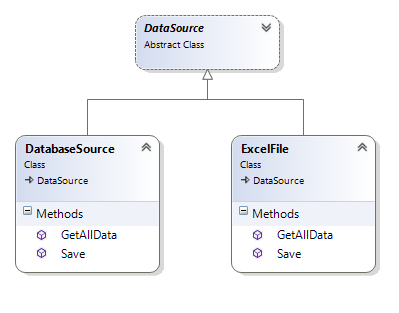 DataSource
Abstract Class
DatabaseSource
Class
DataSource
Methods
GetAllData
Save
ExcelFile
Class
DataSource
Methods
GetAllData
Save